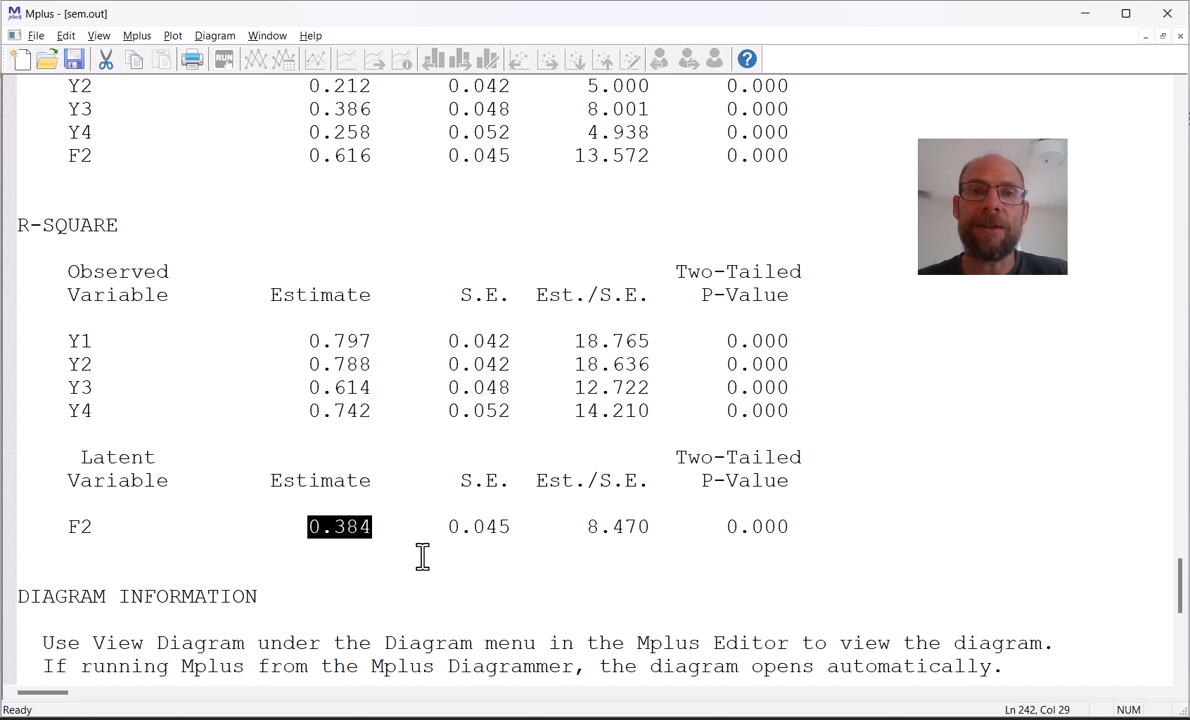 Mplus - [sem.out]
File Edit View Mplus Plot Diagram Window Help
RUN
Y2 0.212 0.042 5.000 0.000
Y3 0.386 0.048 8.001 0.000
Y4 0.258 0.052 4.938 0.000
F2 0.616 0.045 13.572 0.000
R-SQUARE
Observed Two-Tailed
Variable Estimate S.E. Est./S.E. P-Value
Y1 0.797 0.042 18.765 0.000
Y2 0.788 0.042 18.636 0.000
Y3 0.614 0.048 12.722 0.000
Y4 0.742 0.052 14.210 0.000
Latent Two-Tailed
Variable Estimate S.E. Est./S.E. P-Value
F2 0.384 0.045 8.470 0.000
DIAGRAM INFORMATION
Use View Diagram under the Diagram menu in the Mplus Editor to view the diagram.
If running Mplus from the Mplus Diagrammer, the diagram opens automatically.
Ready Ln 242, Col 29 NUM